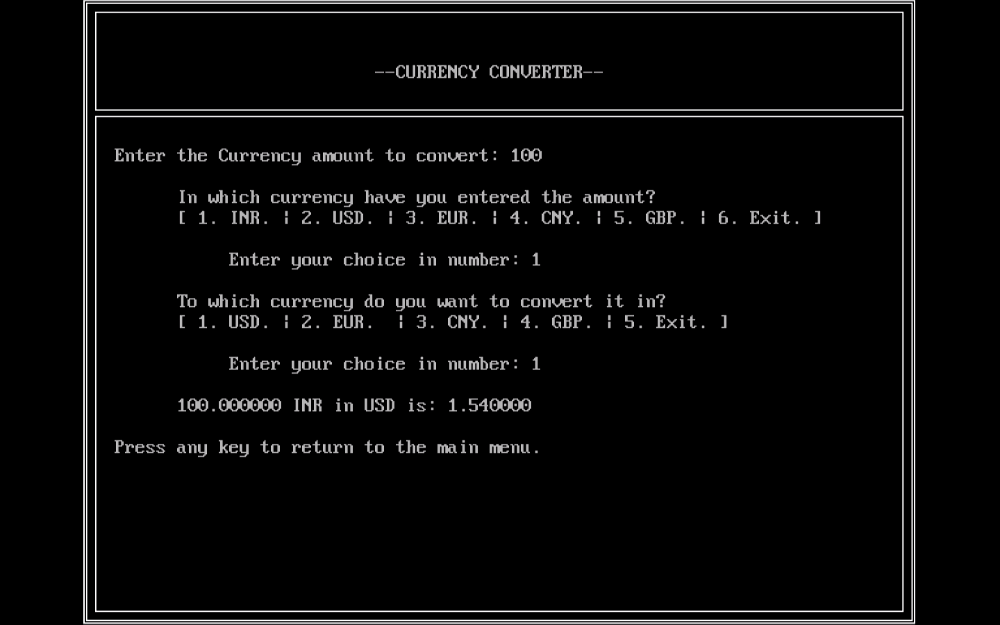 --CURRENCY CONVERTER--
Enter the Currency amount to convert: 100
In which currency have you entered the amount?
[ 1. INR. ¦ 2. USD. ¦ 3. EUR. ¦ 4. CNY. ¦ 5. GBP. ¦ 6. Exit. ]
Enter your choice in number: 1
To which currency do you want to convert it in?
[ 1. USD. ¦ 2. EUR.  ¦ 3. CNY. ¦ 4. GBP. ¦ 5. Exit. ]
Enter your choice in number: 1
100.000000 INR in USD is: 1.540000
Press any key to return to the main menu.